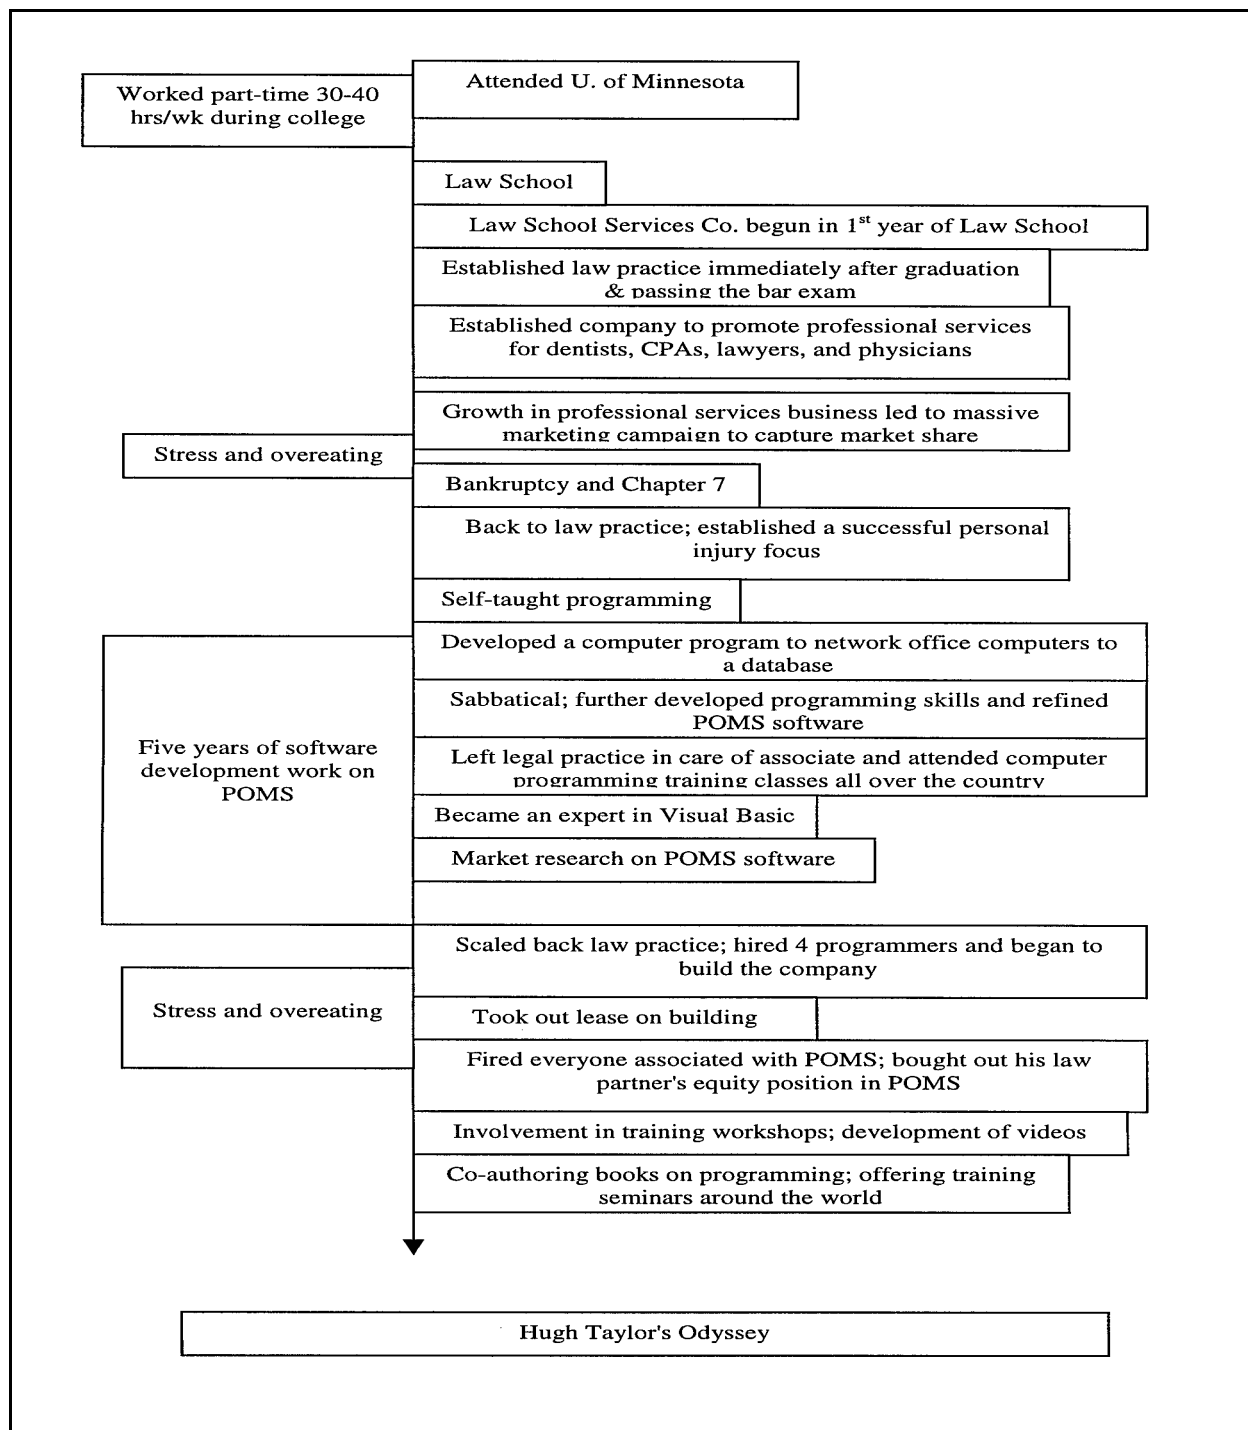 Attended U. of Minnesota
Worked part-time 30-40
hrs/wk during college
Law School
Law School Services Co. begun in 1st year of Law School
Established law practice immediately after graduation
& passing the bar exam
Established company to promote professional services
for dentists, CPAs, lawyers, and physicians
Growth in professional services business led to massive
marketing campaign to capture market share
Stress and overeating
Bankruptcy and Chapter 7
Back to law practice; established a successful personal
injury focus
Self-taught programming
Developed a computer program to network office computers to
a database
Sabbatical; further developed programming skills and refined
POMS software
Five years of software
development work on
POMS
Left legal practice in care of associate and attended computer
programming training classes all over the country
Became an expert in Visual Basic
Market research on POMS software
Scaled back law practice; hired 4 programmers and began to
build the company
Stress and overeating
Took out lease on building
Fired everyone associated with POMS; bought out his law
partner's equity position in POMS
Involvement in training workshops; development of videos
Co-authoring books on programming; offering training
seminars around the world
Hugh Taylor's Odyssey